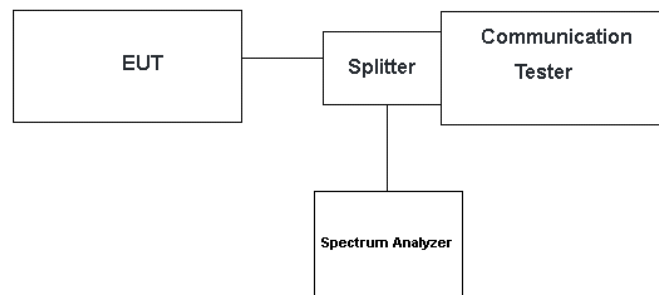 EUT
Splitter
Communication
Tester
Spectrum Analyzer